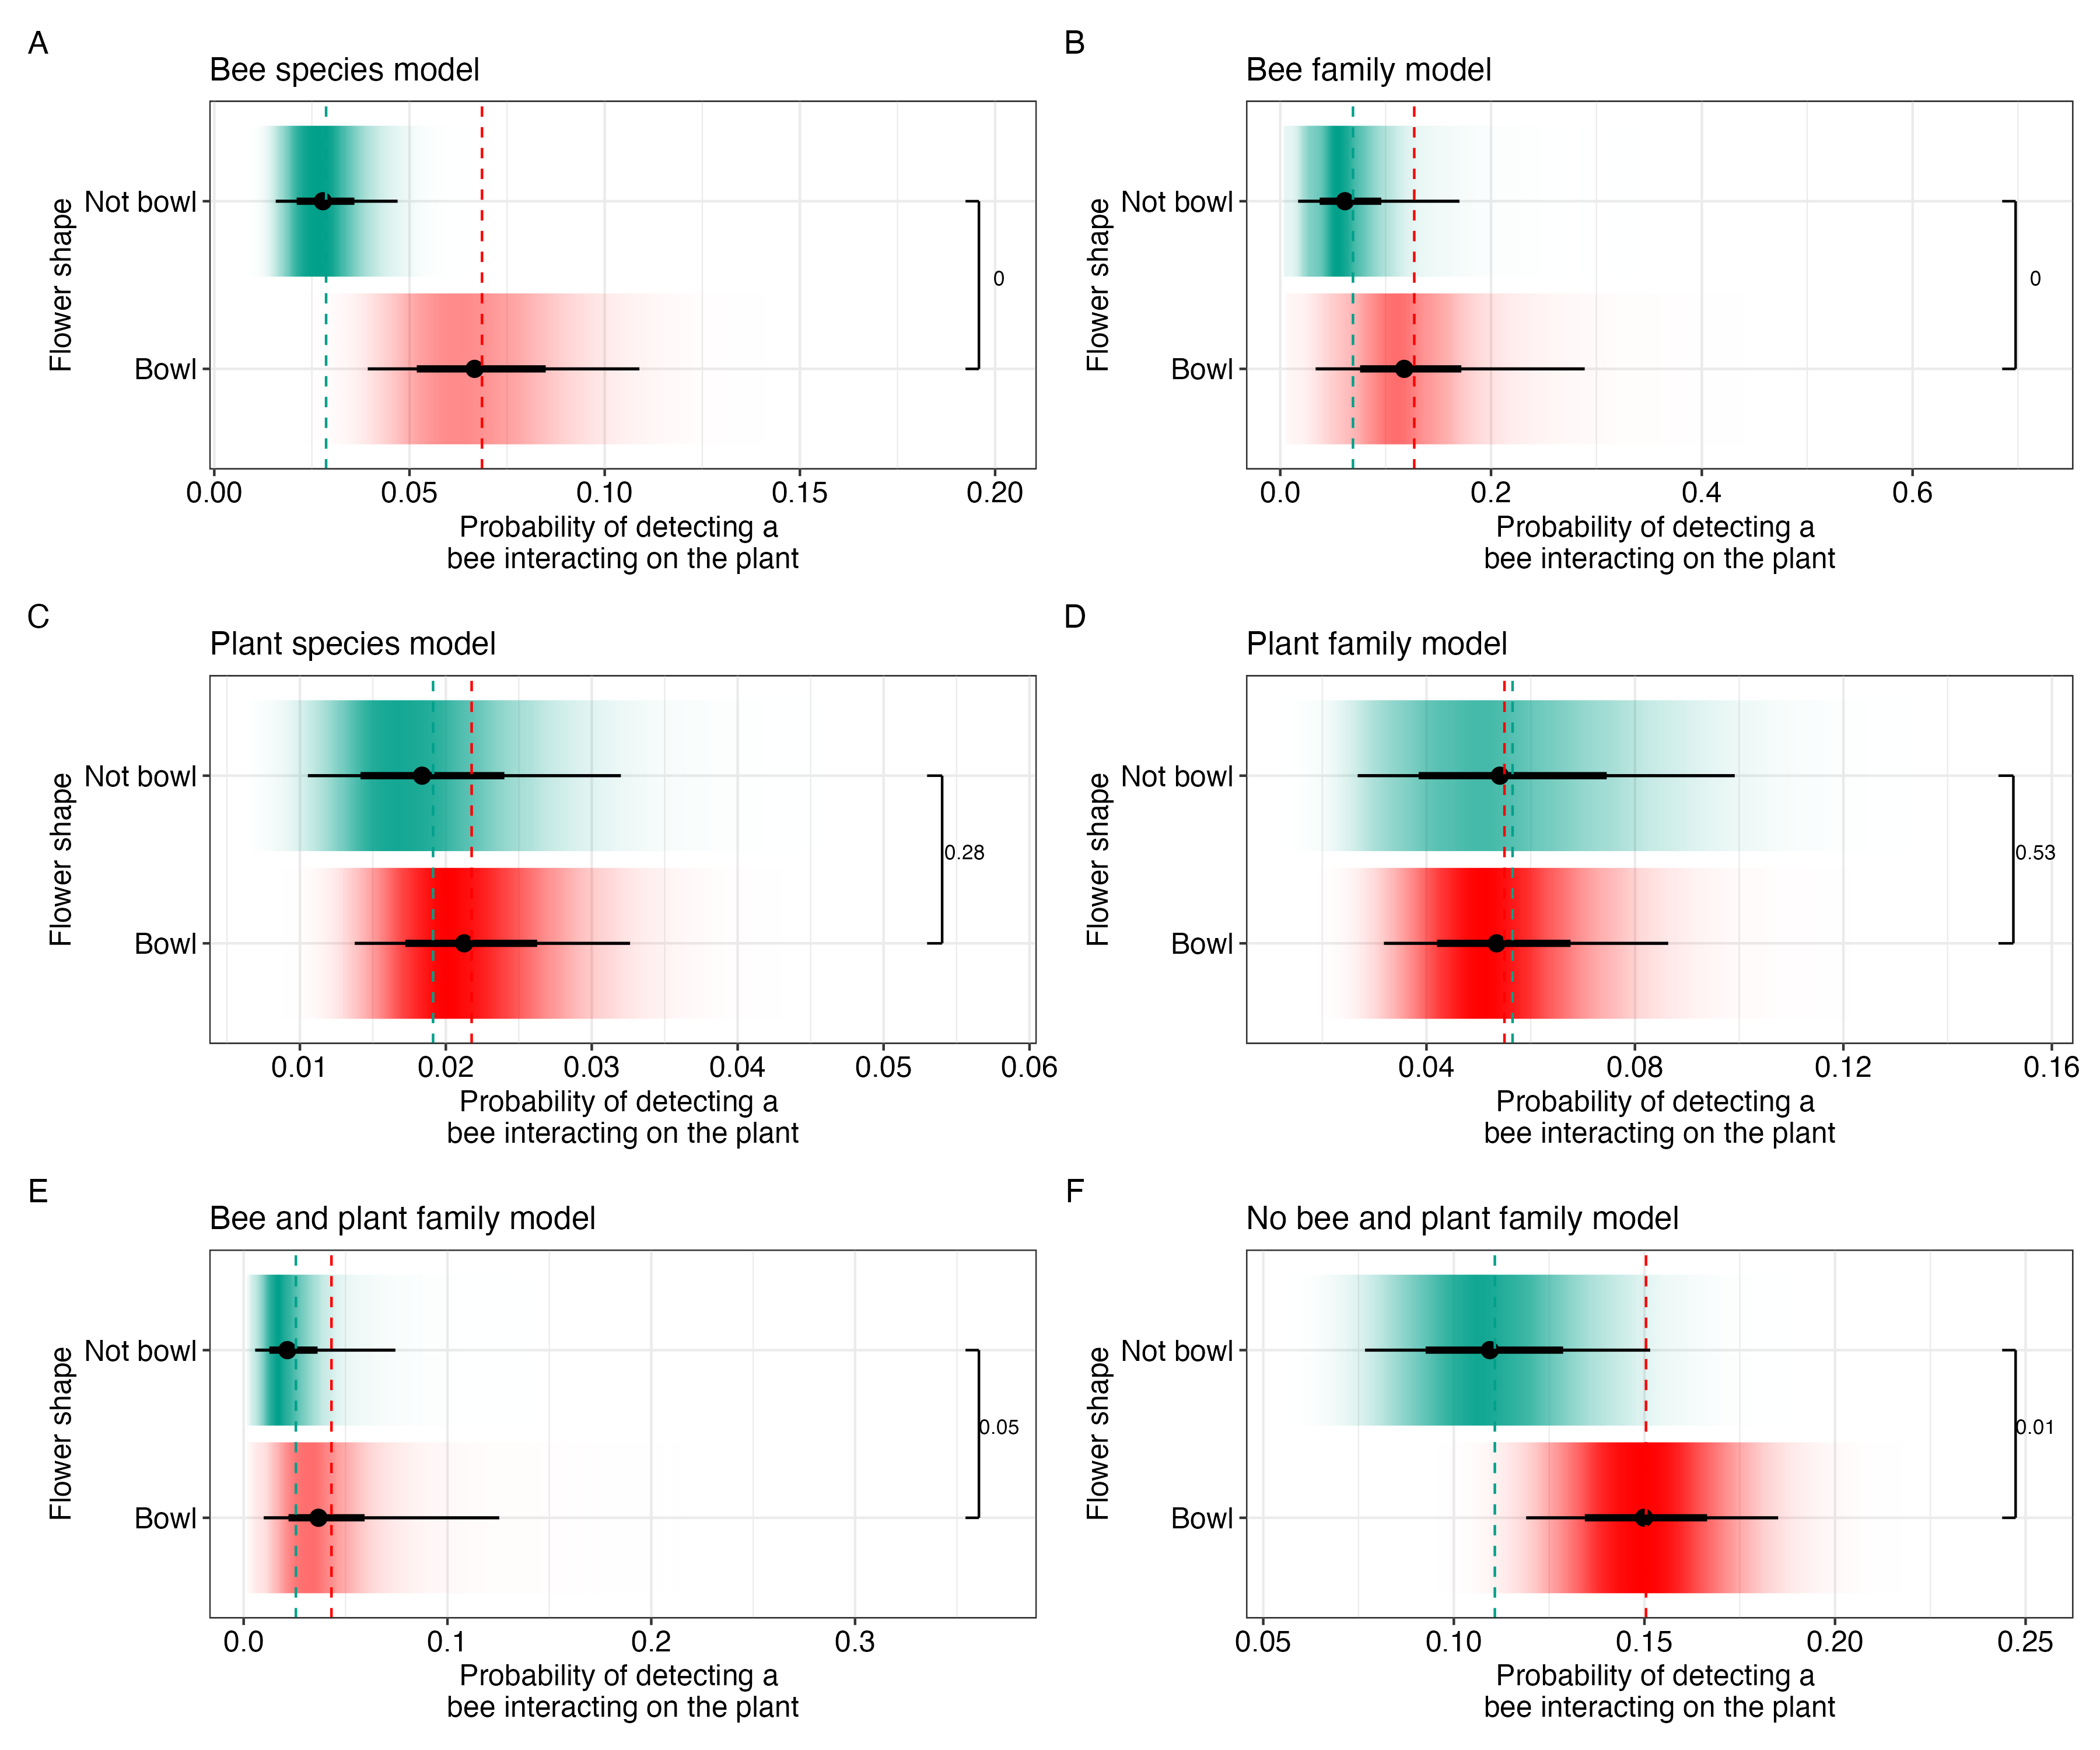 A
Bee species model
Flower shape
Not bowl
Bowl
0
0.00 0.05 0.10 0.15 0.20
Probability of detecting a
bee interacting on the plant
B
Bee family model
Flower shape
Not bowl
Bowl
0
0.0 0.2 0.4 0.6
Probability of detecting a
bee interacting on the plant
C
Plant species model
Flower shape
Not bowl
Bowl
0.28
0.01 0.02 0.03 0.04 0.05 0.06
Probability of detecting a
bee interacting on the plant
D
Plant family model
Flower shape
Not bowl
Bowl
0.53
0.04 0.08 0.12 0.16
Probability of detecting a
bee interacting on the plant
E
Bee and plant family model
Flower shape
Not bowl
Bowl
0.05
0.0 0.1 0.2 0.3
Probability of detecting a
bee interacting on the plant
F
No bee and plant family model
Flower shape
Not bowl
Bowl
0.01
0.05 0.10 0.15 0.20 0.25
Probability of detecting a
bee interacting on the plant